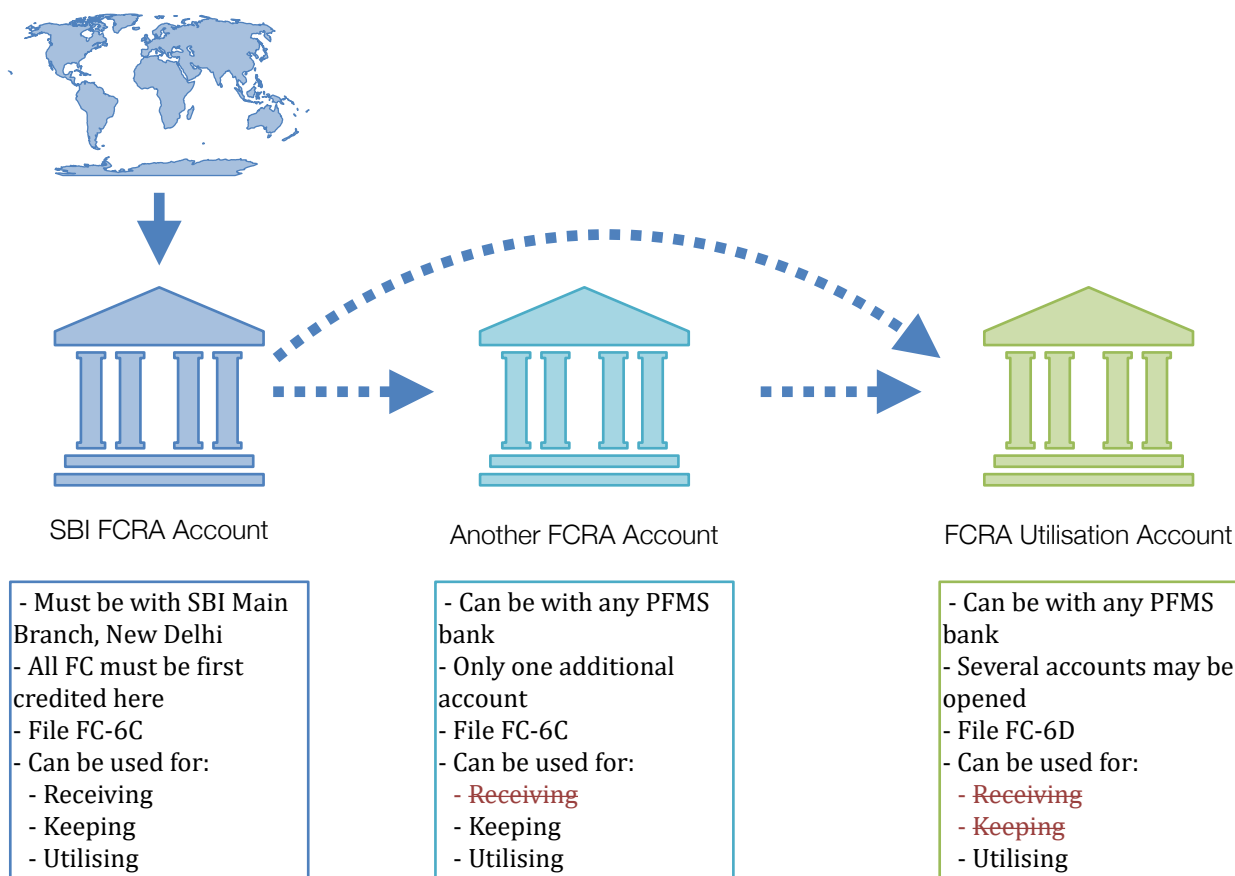 SBI FCRA Account
Another FCRA Account
FCRA Utilisation Account
- Must be with SBI Main
Branch, New Delhi
- All FC must be first
credited here
- File FC-6C
- Can be used for:
- Receiving
- Keeping
- Utilising
- Can be with any PFMS
bank
- Only one additional
account
- File FC-6C
- Can be used for:
- Receiving
- Keeping
- Utilising
- Can be with any PFMS
bank
- Several accounts may be
opened
- File FC-6D
- Can be used for:
- Receiving
- Keeping
- Utilising